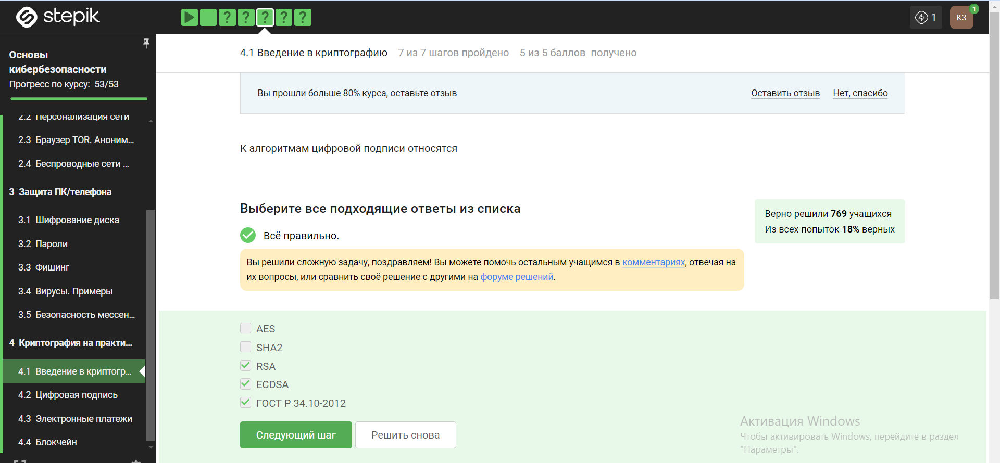 stepik
?
?
?
?
?
1
КЗ
1
Основы
кибербезопасности
Прогресс по курсу: 53/53
2.2 Персонализация сети
2.3 Браузер TOR. Аноним...
2.4 Беспроводные сети ...
3 Защита ПК/телефона
3.1 Шифрование диска
3.2 Пароли
3.3 Фишинг
3.4 Вирусы. Примеры
3.5 Безопасность мессен...
4 Криптография на практи...
4.1 Введение в криптогр...
4.2 Цифровая подпись
4.3 Электронные платежи
4.4 Блокчейн
4.1 Введение в криптографию 7 из 7 шагов пройдено 5 из 5 баллов получено
Вы прошли больше 80% курса, оставьте отзыв Оставить отзыв Нет, спасибо
К алгоритмам цифровой подписи относятся
Выберите все подходящие ответы из списка
Верно решили 769 учащихся
Из всех попыток 18% верных
Всё правильно.
Вы решили сложную задачу, поздравляем! Вы можете помочь остальным учащимся в комментариях, отвечая на
их вопросы, или сравнить своё решение с другими на форуме решений.
AES
SHA2
RSA
ECDSA
ГОСТ Р 34.10-2012
Следующий шаг Решить снова
Активация Windows
Чтобы активировать Windows, перейдите в раздел
"Параметры".